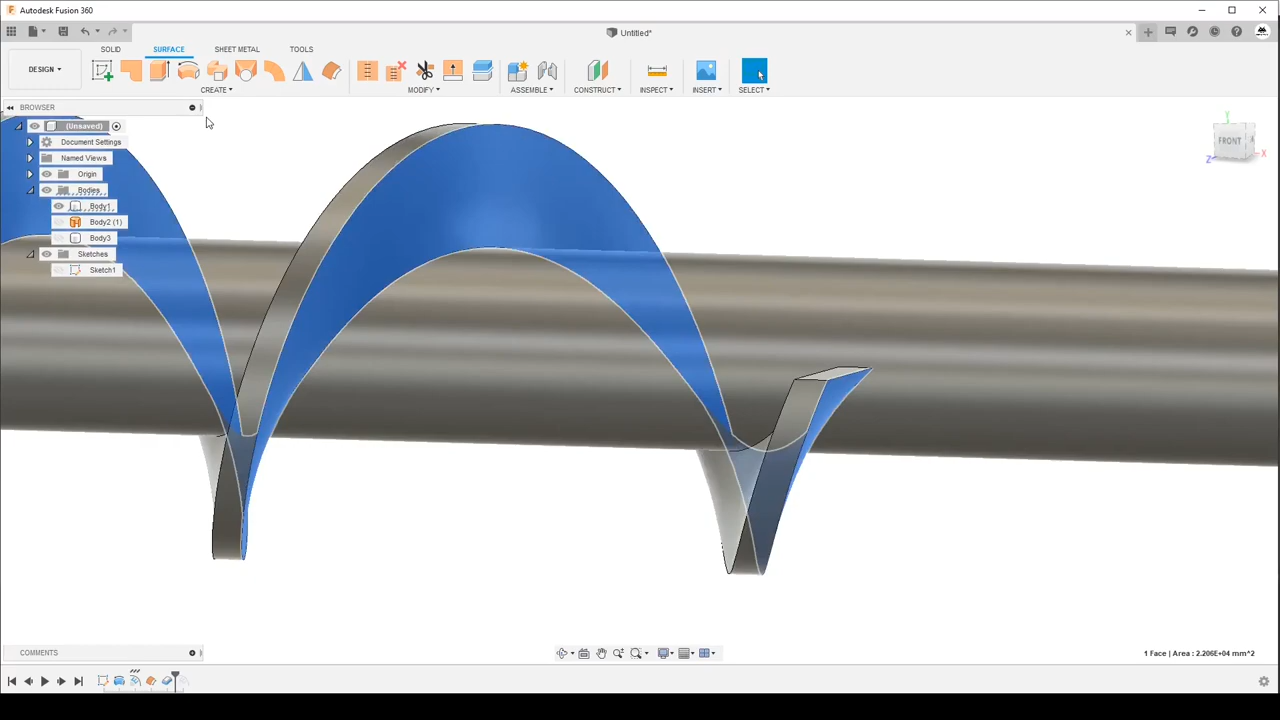 Autodesk Fusion 360
Untitled*
SOLID SURFACE SHEET METAL TOOLS
DESIGN
CREATE MODIFY ASSEMBLE CONSTRUCT INSPECT INSERT SELECT
BROWSER
(Unsaved)
Document Settings
Named Views
Origin
Bodies
Body1
Body2 (1)
Body3
Sketches
Sketch1
Y
FRONT
X
Z
COMMENTS
1 Face | Area : 2.206E+04 mm^2